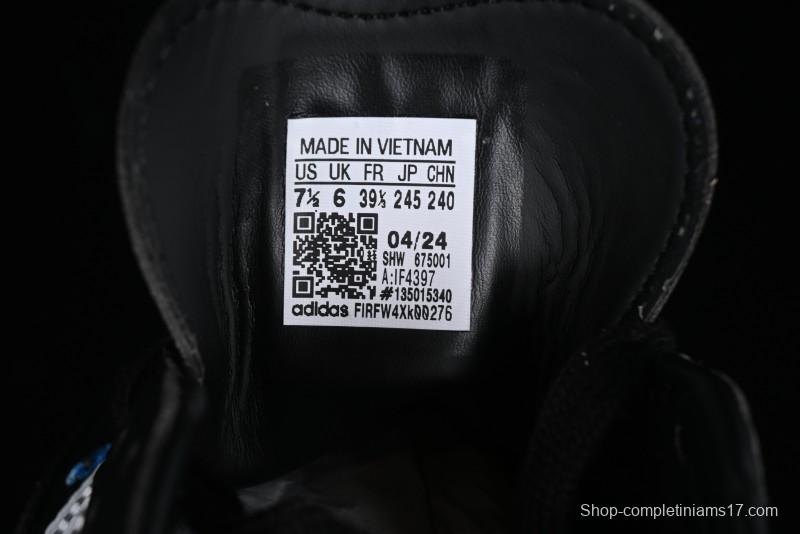 MADE IN VIETNAM
US UK FR JP CHN
7½ 6 39⅓ 245 240
04/24
SHW 675001
A:IF4397
#135015340
adidas FIRFW4Xk00276
Shop-completiniams17.com